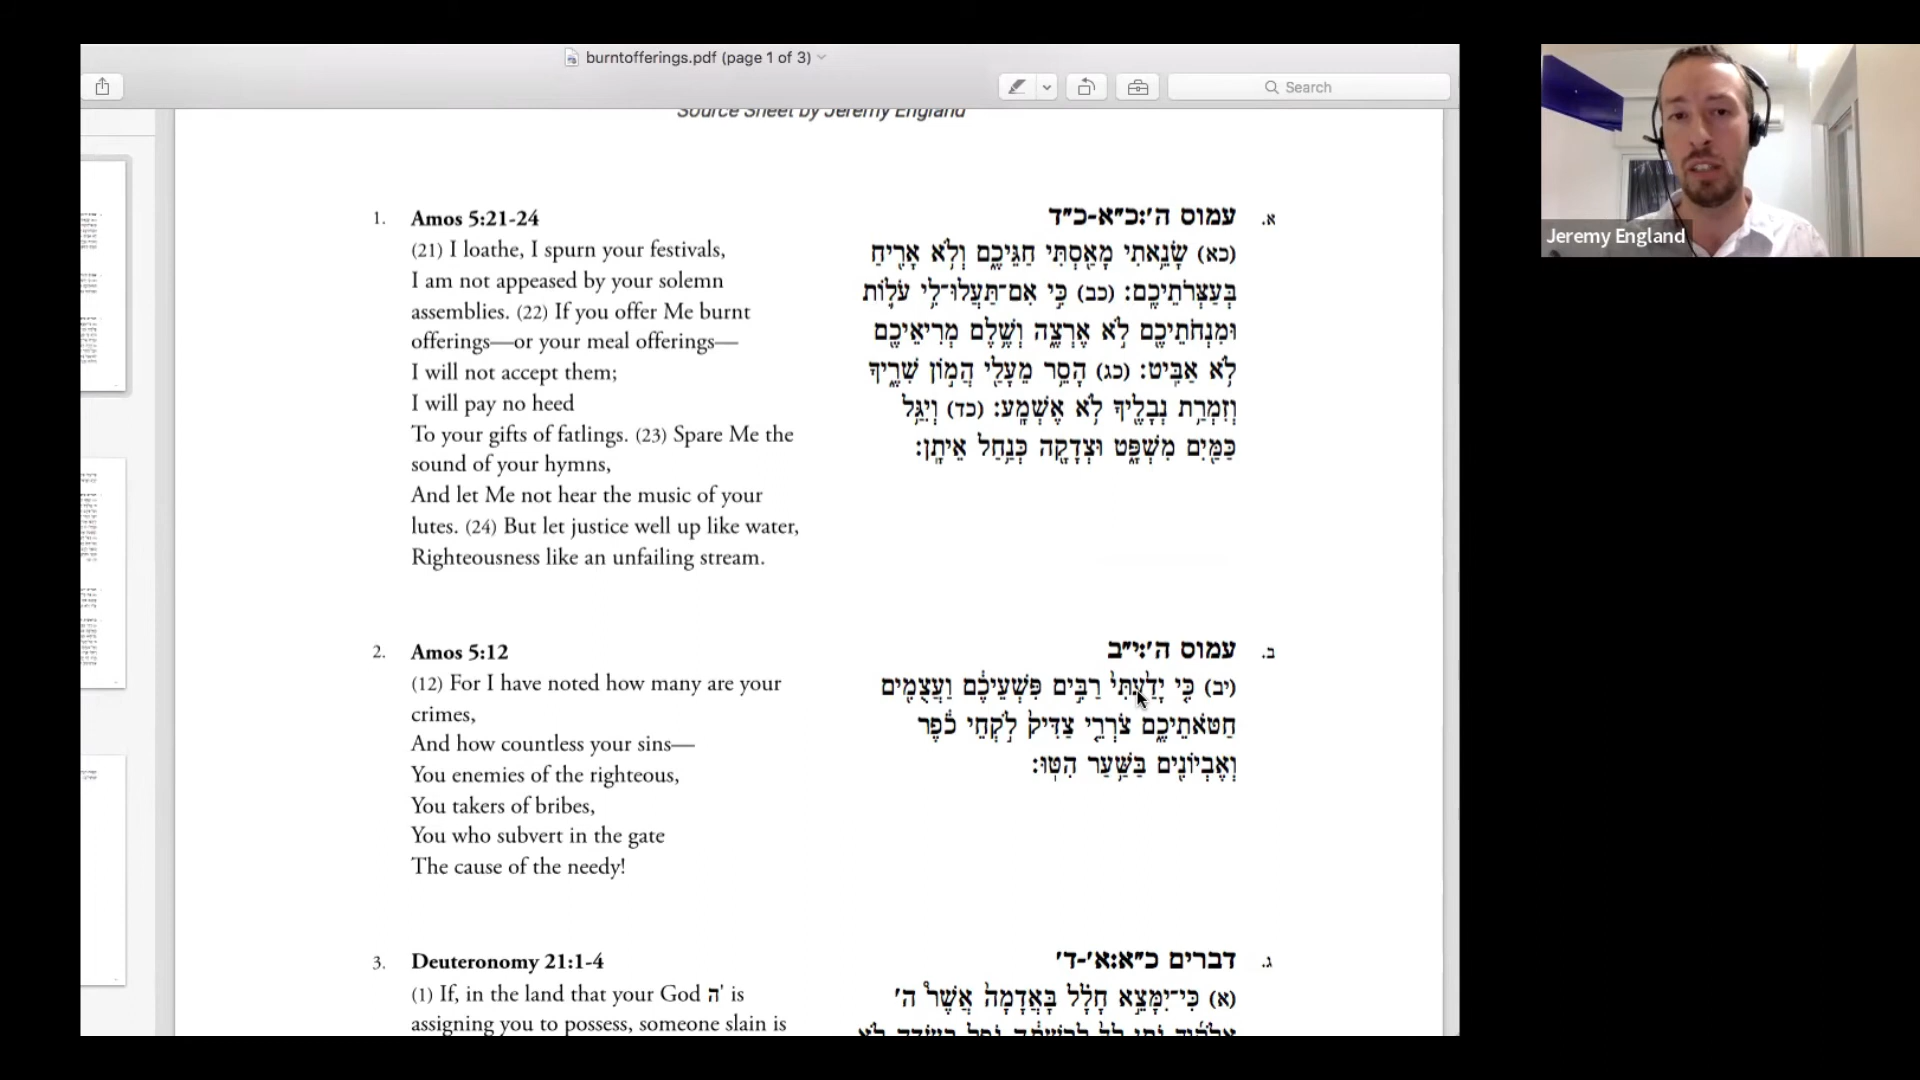 burntofferings.pdf (page 1 of 3)
Search
Source Sheet by Jeremy England
1. Amos 5:21-24
(21) I loathe, I spurn your festivals,
I am not appeased by your solemn
assemblies. (22) If you offer Me burnt
offerings—or your meal offerings—
I will not accept them;
I will pay no heed
To your gifts of fatlings. (23) Spare Me the
sound of your hymns,
And let Me not hear the music of your
lutes. (24) But let justice well up like water,
Righteousness like an unfailing stream.
א. עמוס ה׳:כ״א-כ״ד
(כא) שָׂנֵ֥אתִי מָאַ֖סְתִּי חַגֵּיכֶ֑ם וְלֹ֥א אָרִ֖יחַ
בְּעַצְּרֹֽתֵיכֶֽם׃ (כב) כִּ֣י אִם־תַּעֲלוּ־לִ֥י עֹל֛וֹת
וּמִנְחֹתֵיכֶ֖ם לֹ֣א אֶרְצֶ֑ה וְשֶׁ֥לֶם מְרִיאֵיכֶ֖ם
לֹ֥א אַבִּֽיט׃ (כג) הָסֵ֥ר מֵעָלַ֖י הֲמ֣וֹן שִׁרֶ֑יךָ
וְזִמְרַ֥ת נְבָלֶ֖יךָ לֹ֥א אֶשְׁמָֽע׃ (כד) וְיִגַּ֥ל
כַּמַּ֖יִם מִשְׁפָּ֑ט וּצְדָקָ֖ה כְּנַ֥חַל אֵיתָֽן׃
2. Amos 5:12
(12) For I have noted how many are your
crimes,
And how countless your sins—
You enemies of the righteous,
You takers of bribes,
You who subvert in the gate
The cause of the needy!
ב. עמוס ה׳:י״ב
(יב) כִּ֤י יָדַ֙עְתִּי֙ רַבִּ֣ים פִּשְׁעֵיכֶ֔ם וַעֲצֻמִ֖ים
חַטֹּאתֵיכֶ֑ם צֹרְרֵ֤י צַדִּיק֙ לֹ֣קְחֵי כֹ֔פֶר
וְאֶבְיוֹנִ֖ים בַּשַּׁ֥עַר הִטּֽוּ׃
3. Deuteronomy 21:1-4
(1) If, in the land that your God ה' is
assigning you to possess, someone slain is
ג. דברים כ״א:א׳-ד׳
(א) כִּי־יִמָּצֵ֣א חָלָ֗ל בָּאֲדָמָה֙ אֲשֶׁר֩ ה'
Jeremy England